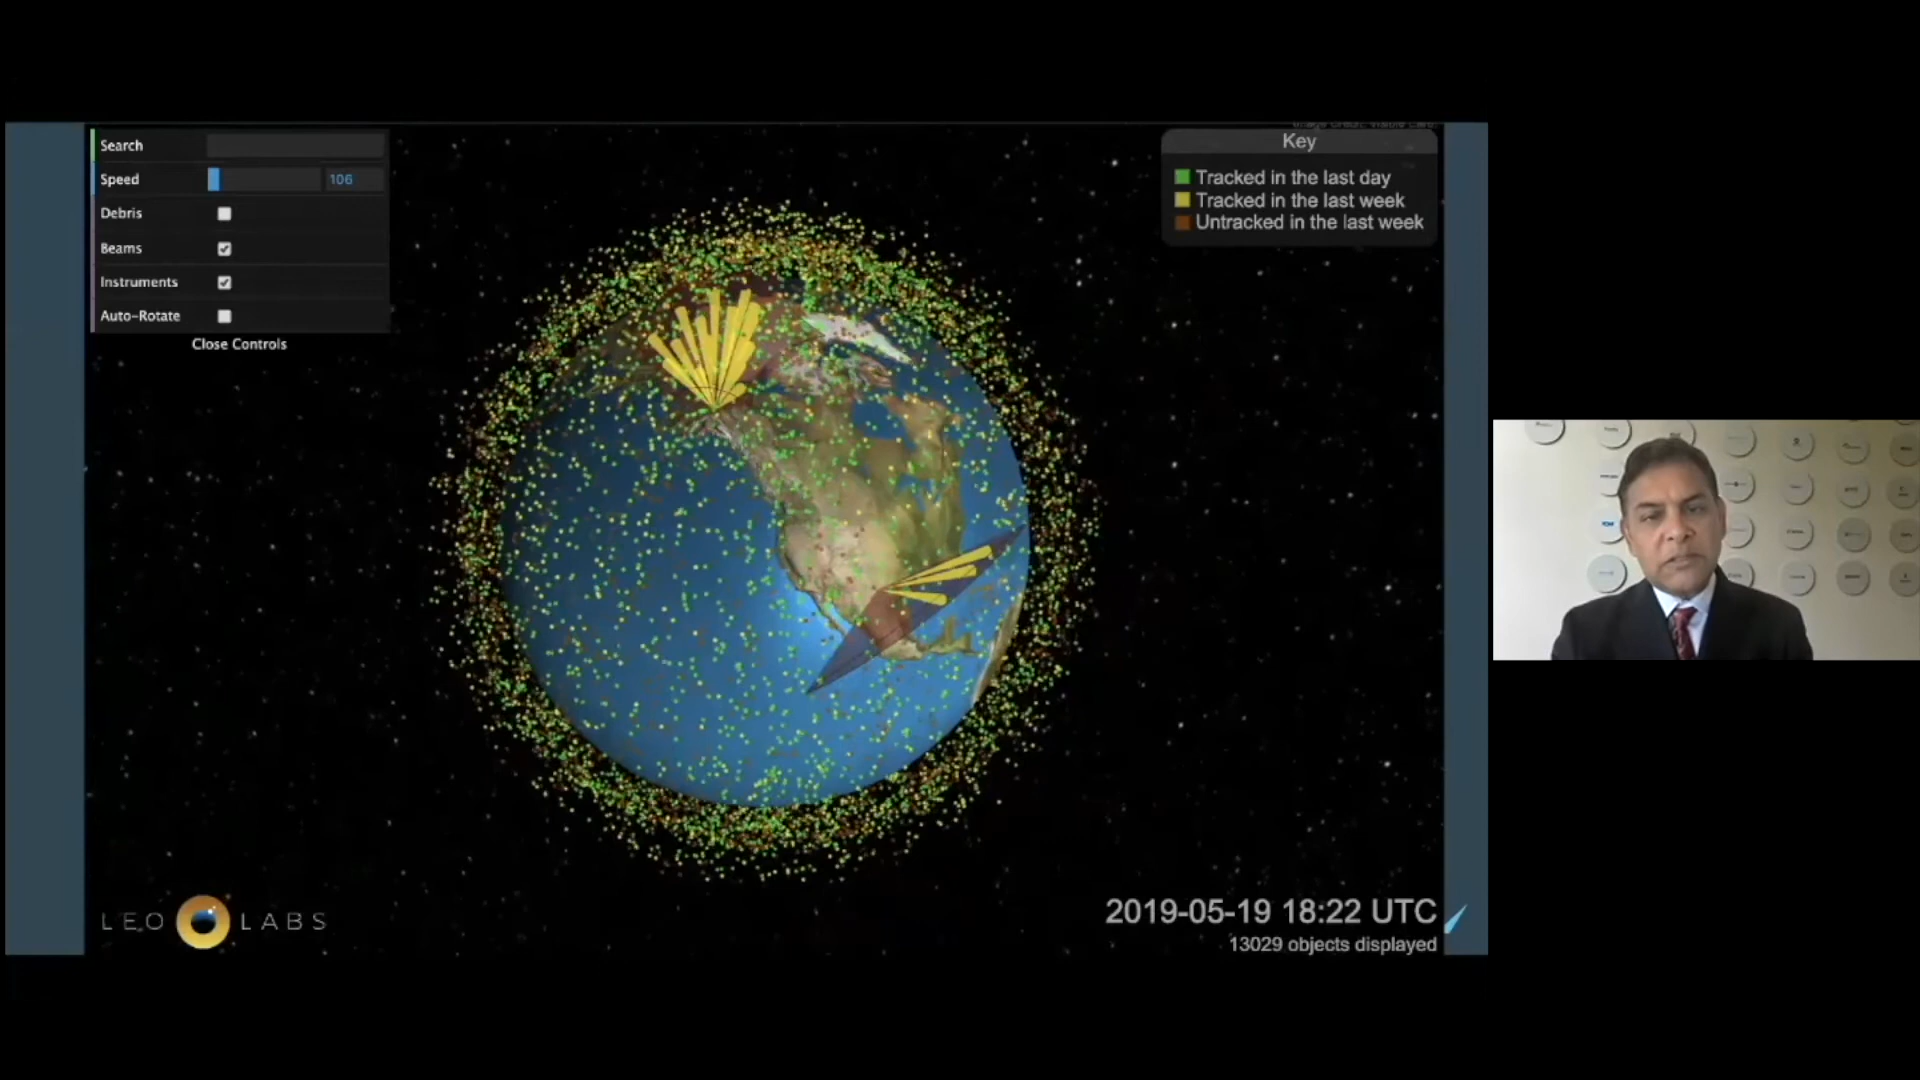 Search
Speed 106
Debris
Beams
Instruments
Auto-Rotate
Close Controls
Key
Tracked in the last day
Tracked in the last week
Untracked in the last week
LEO LABS
2019-05-19 18:22 UTC
13029 objects displayed